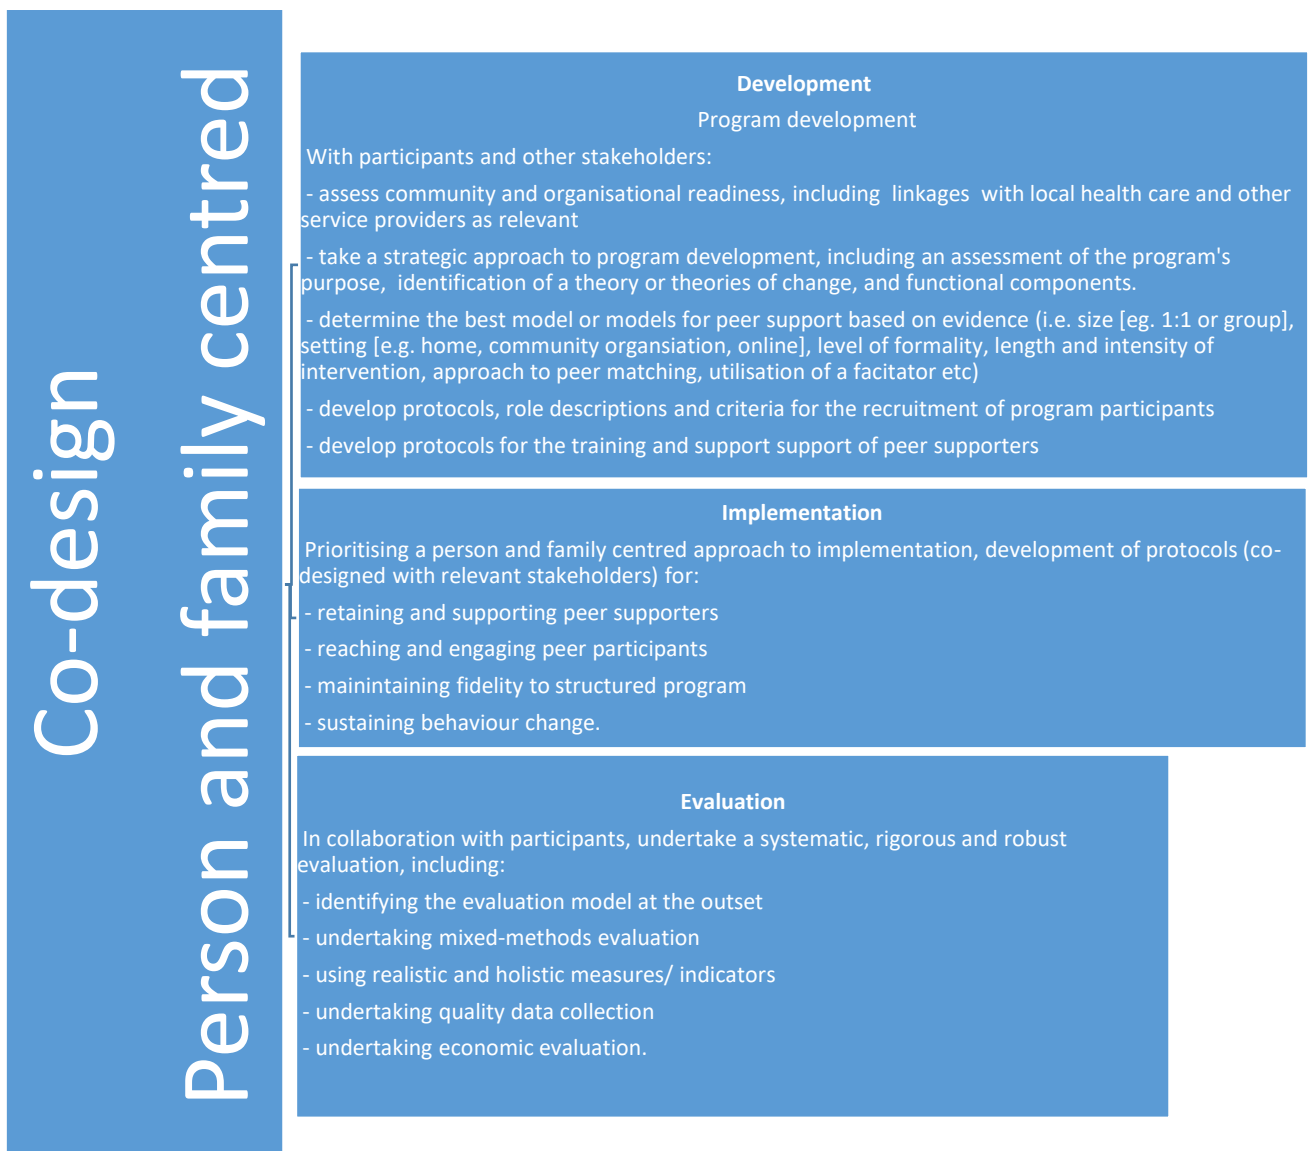 Co-design
Person and family centred
Development
Program development
With participants and other stakeholders:
- assess community and organisational readiness, including  linkages  with local health care and other
service providers as relevant
- take a strategic approach to program development, including an assessment of the program's
purpose,  identification of a theory or theories of change, and functional components.
- determine the best model or models for peer support based on evidence (i.e. size [eg. 1:1 or group],
setting [e.g. home, community organsiation, online], level of formality, length and intensity of
intervention, approach to peer matching, utilisation of a facitator etc)
- develop protocols, role descriptions and criteria for the recruitment of program participants
- develop protocols for the training and support support of peer supporters
Implementation
Prioritising a person and family centred approach to implementation, development of protocols (co-
designed with relevant stakeholders) for:
- retaining and supporting peer supporters
- reaching and engaging peer participants
- mainintaining fidelity to structured program
- sustaining behaviour change.
Evaluation
In collaboration with participants, undertake a systematic, rigorous and robust
evaluation, including:
- identifying the evaluation model at the outset
- undertaking mixed-methods evaluation
- using realistic and holistic measures/ indicators
- undertaking quality data collection
- undertaking economic evaluation.